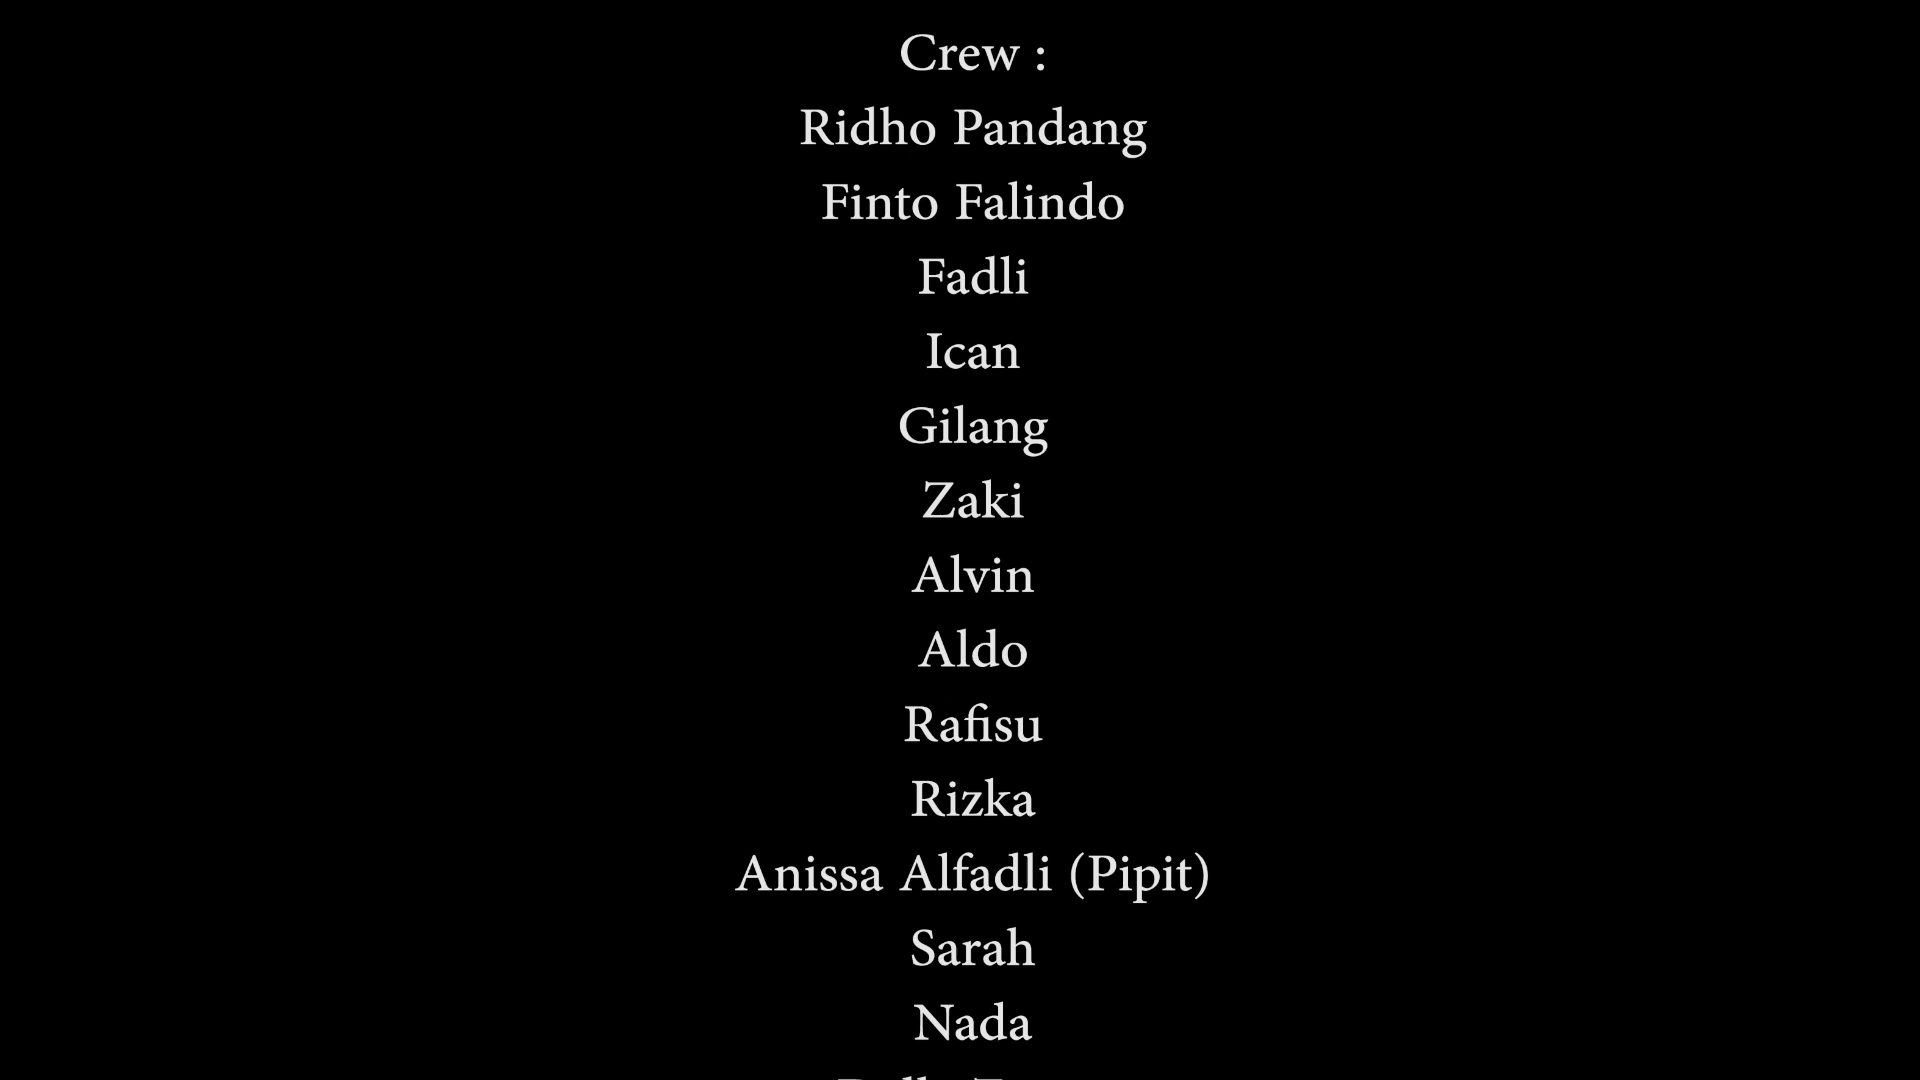 Crew :
Ridho Pandang
Finto Falindo
Fadli
Ican
Gilang
Zaki
Alvin
Aldo
Rafisu
Rizka
Anissa Alfadli (Pipit)
Sarah
Nada